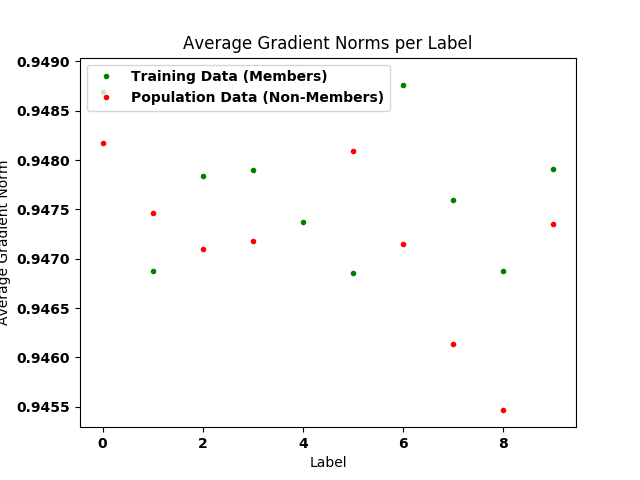 Average Gradient Norms per Label
Training Data (Members)
Population Data (Non-Members)
0.9490
0.9485
0.9480
0.9475
0.9470
0.9465
0.9460
0.9455
Average Gradient Norm
0 2 4 6 8
Label